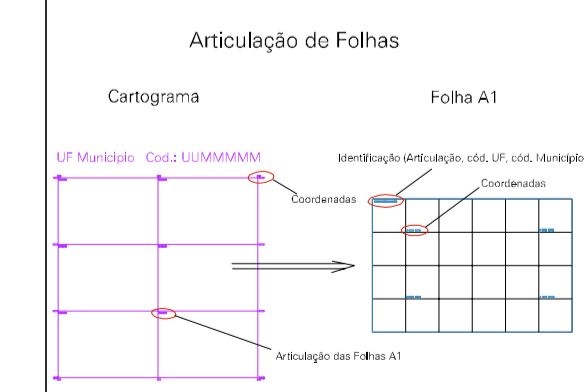 Articulação de Folhas
Cartograma
Folha A1
UF Municipio Cod.: UUMMMMM
Identificação (Articulação, cód. UF, cód. Município
Coordenadas
Coordenadas
Articulação das Folhas A1